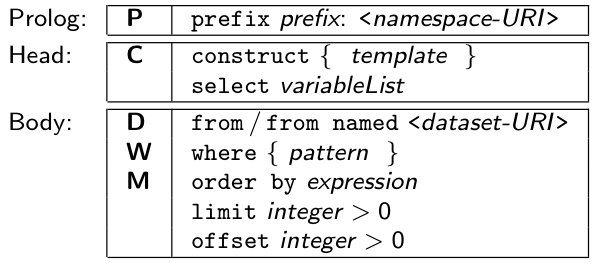 Prolog: P prefix prefix: <namespace-URI>
Head: C construct { template }
select variableList
Body: D from / from named <dataset-URI>
W where { pattern }
M order by expression
limit integer > 0
offset integer > 0